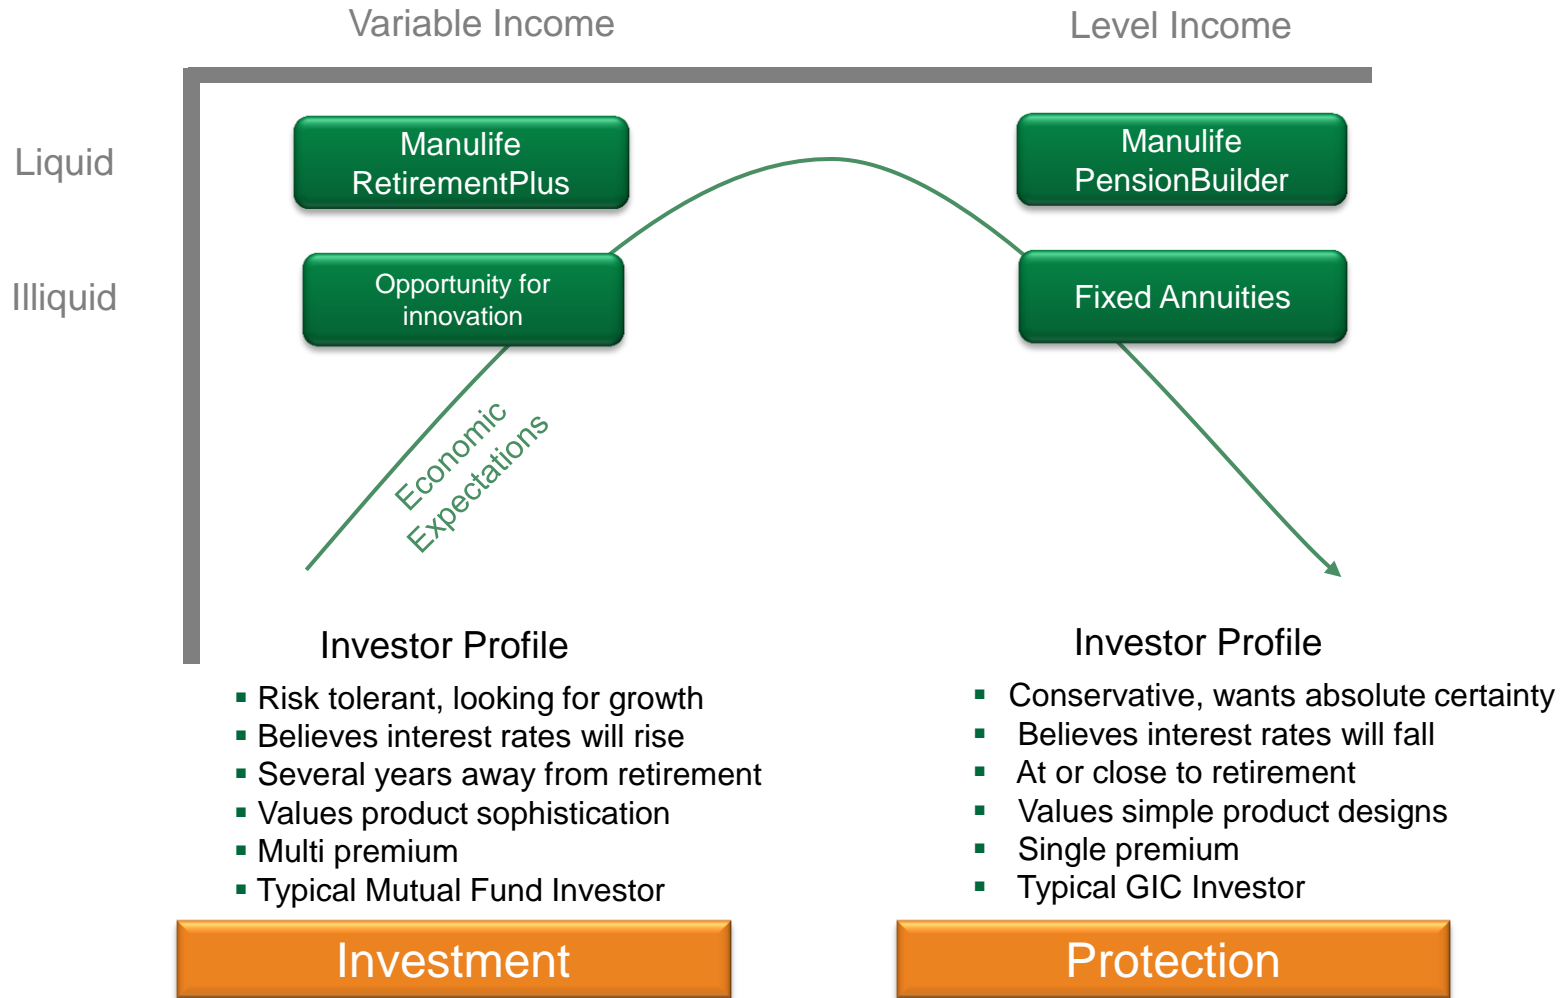 Variable Income
Level Income
Liquid
Manulife
RetirementPlus
Manulife
PensionBuilder
Illiquid
Opportunity for
innovation
Fixed Annuities
Economic
Expectations
Investor Profile
▪ Risk tolerant, looking for growth
▪ Believes interest rates will rise
▪ Several years away from retirement
▪ Values product sophistication
▪ Multi premium
▪ Typical Mutual Fund Investor
Investment
Investor Profile
▪ Conservative, wants absolute certainty
▪ Believes interest rates will fall
▪ At or close to retirement
▪ Values simple product designs
▪ Single premium
▪ Typical GIC Investor
Protection